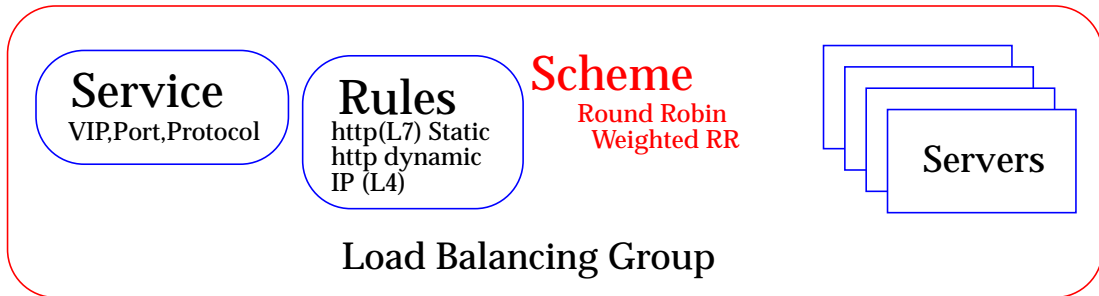 Service
VIP,Port,Protocol
Rules
http(L7) Static
http dynamic
IP (L4)
Scheme
Round Robin
Weighted RR
Servers
Load Balancing Group